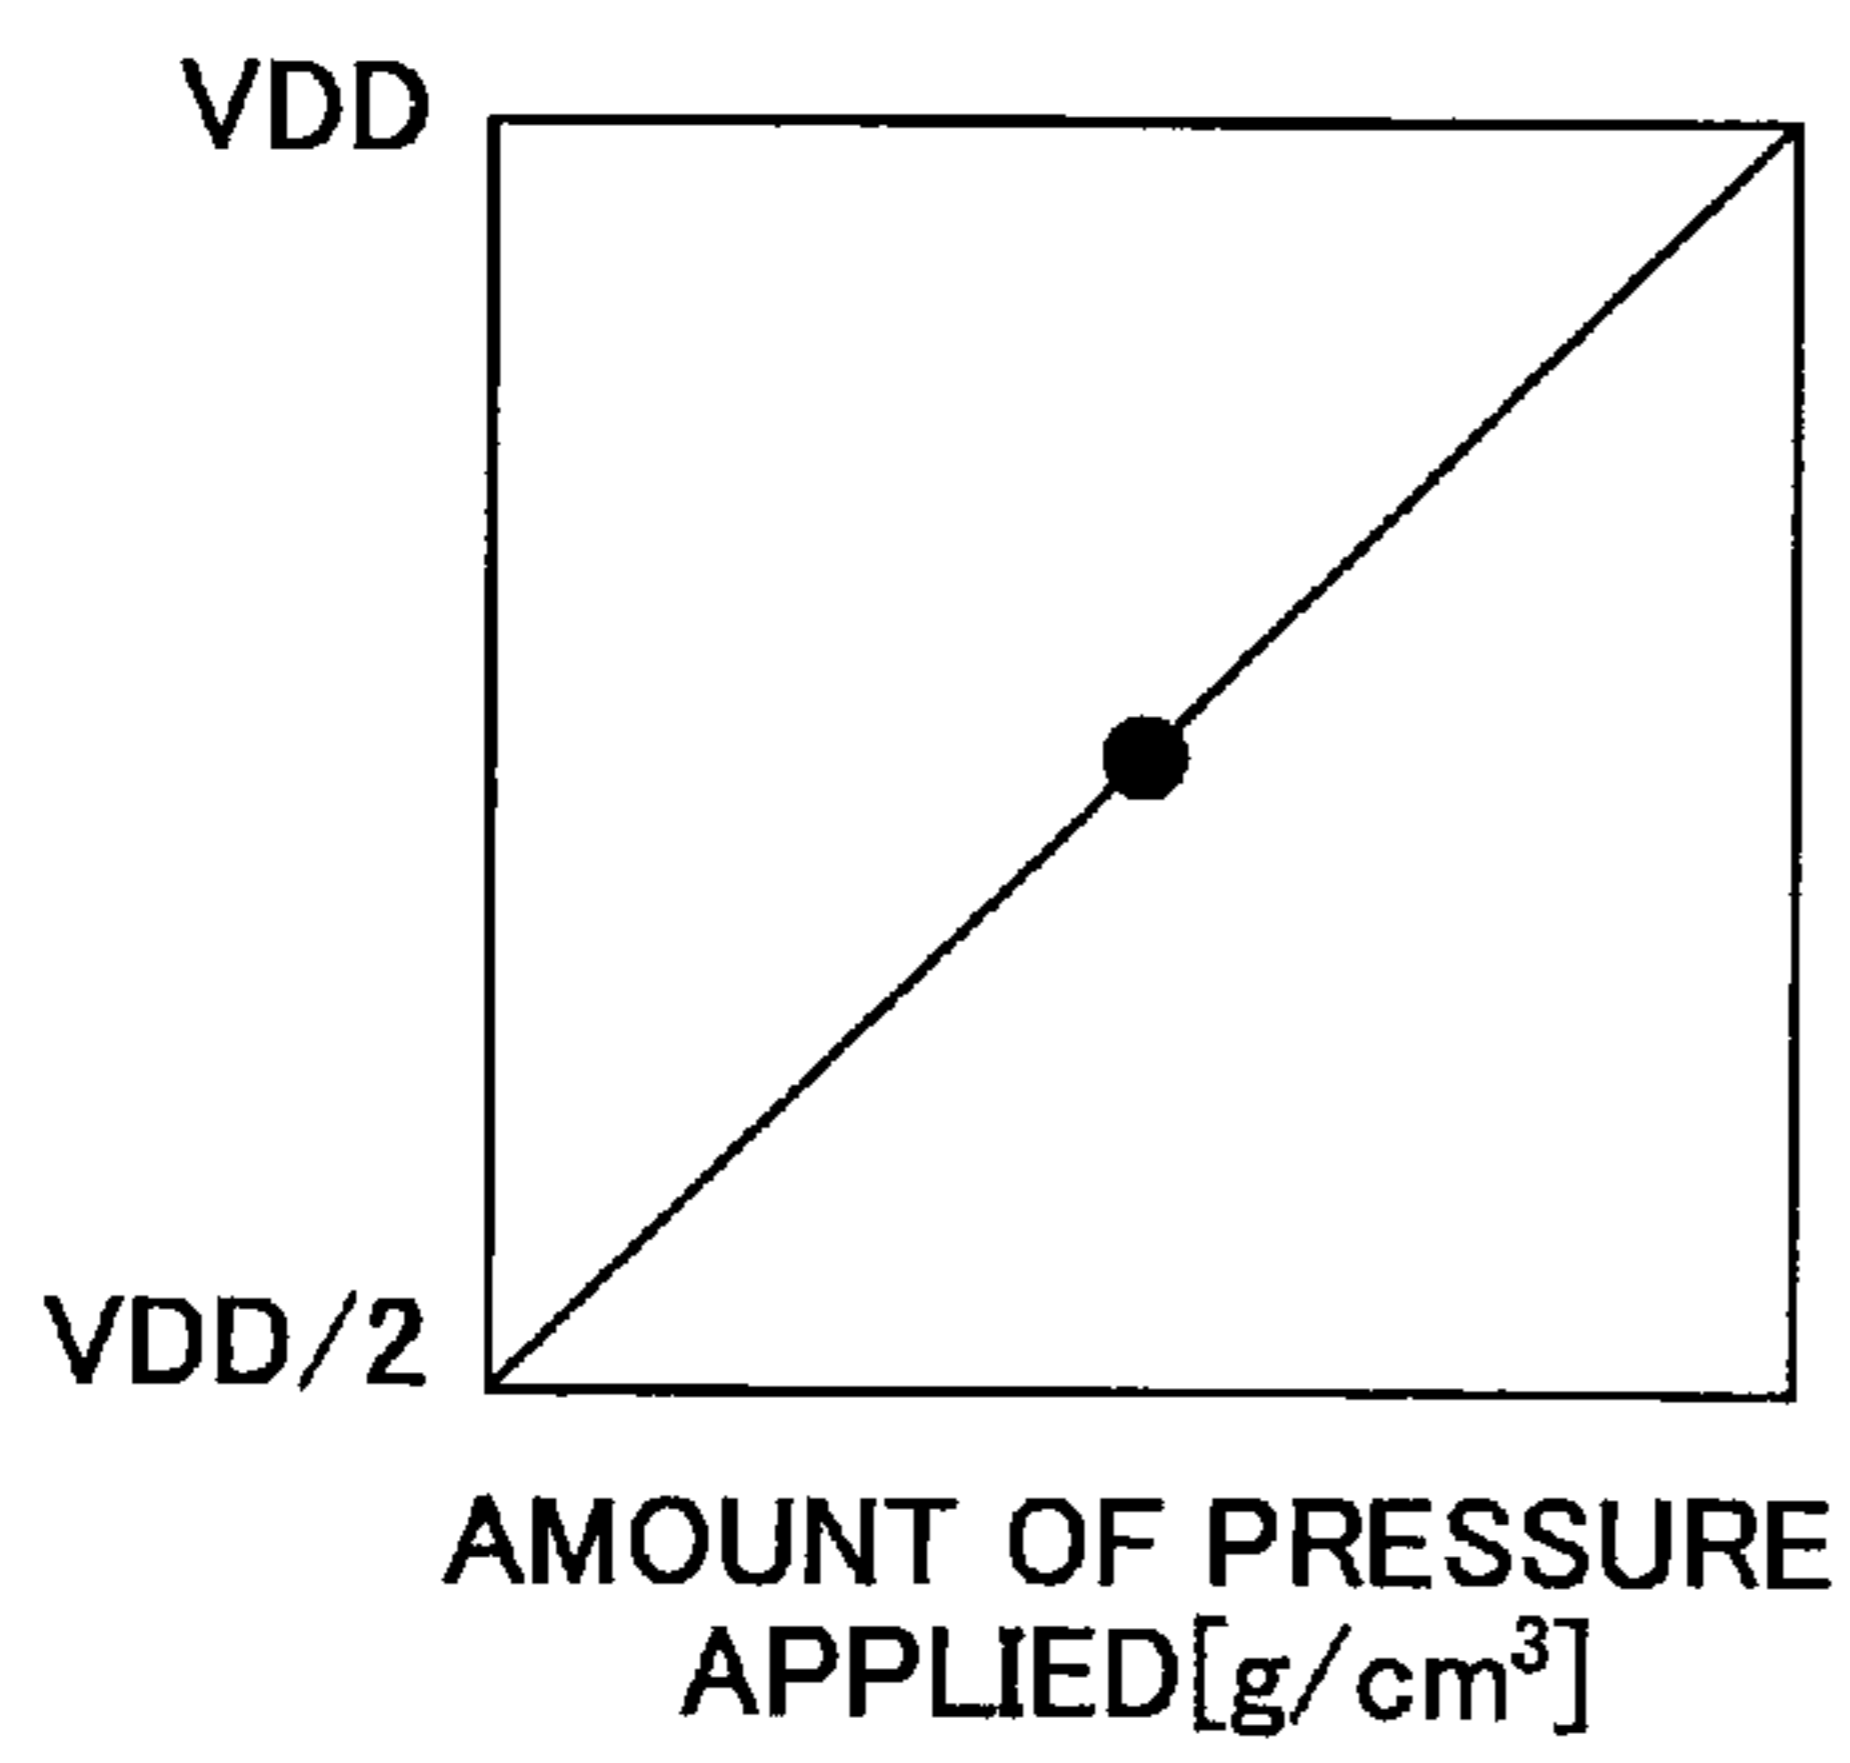 VDD
VDD/2
AMOUNT OF PRESSURE
APPLIED[g/cm³]